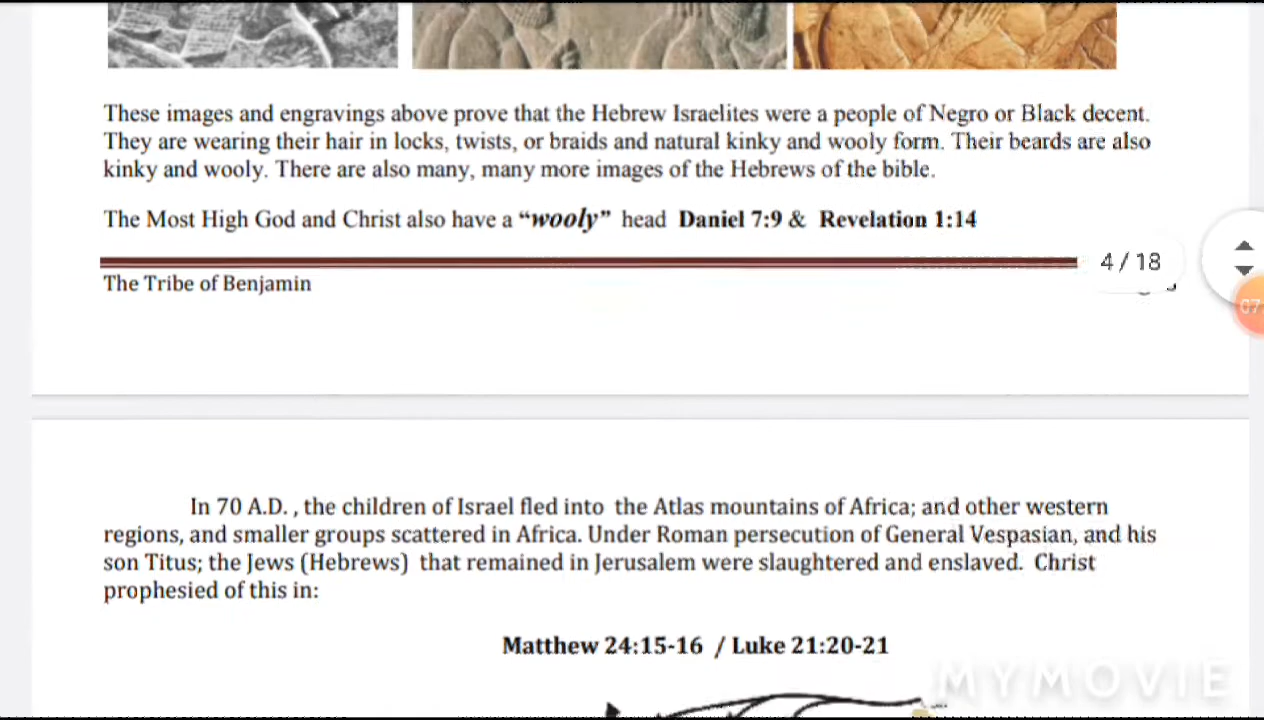 These images and engravings above prove that the Hebrew Israelites were a people of Negro or Black decent.
They are wearing their hair in locks, twists, or braids and natural kinky and wooly form. Their beards are also
kinky and wooly. There are also many, many more images of the Hebrews of the bible.
The Most High God and Christ also have a “wooly” head Daniel 7:9 & Revelation 1:14
4 / 18
The Tribe of Benjamin
In 70 A.D. , the children of Israel fled into the Atlas mountains of Africa; and other western
regions, and smaller groups scattered in Africa. Under Roman persecution of General Vespasian, and his
son Titus; the Jews (Hebrews) that remained in Jerusalem were slaughtered and enslaved. Christ
prophesied of this in:
Matthew 24:15-16 / Luke 21:20-21
MYMOVIE